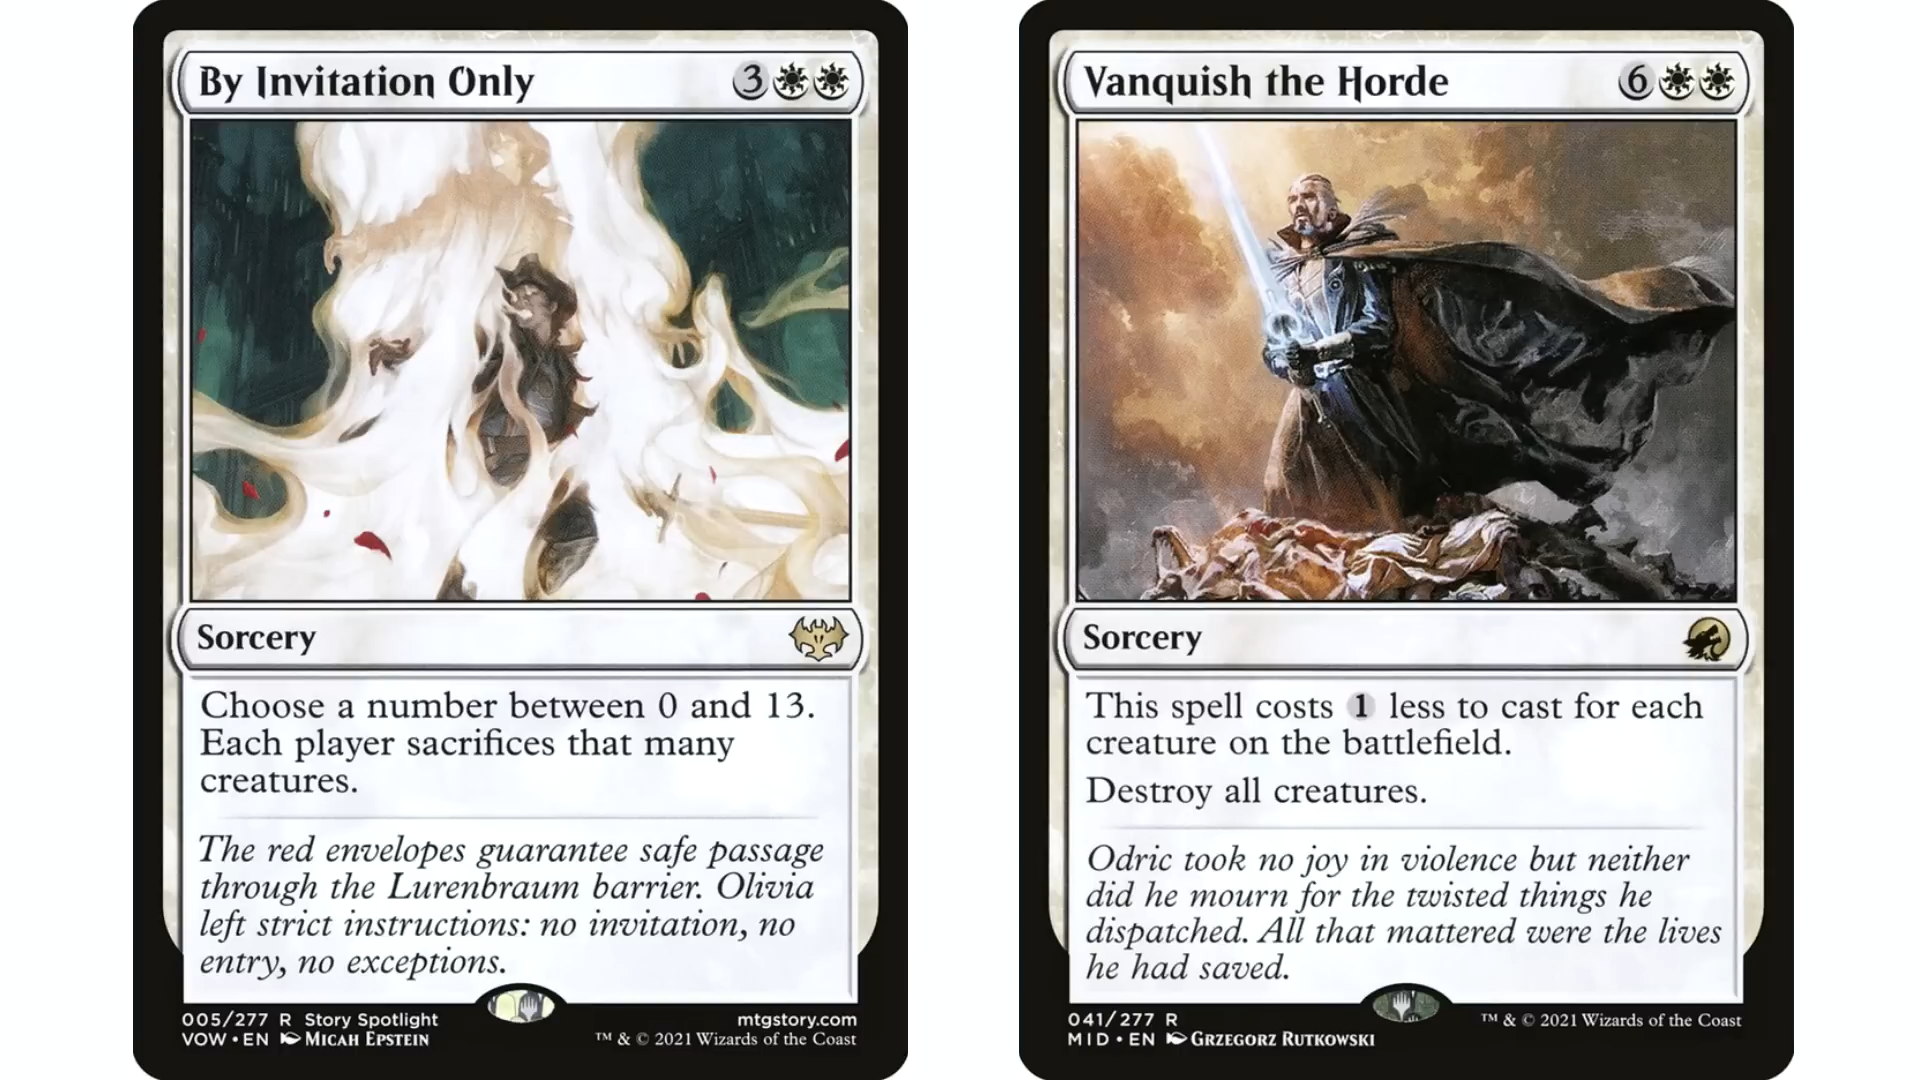 By Invitation Only 3
Choose a number between 0 and 13.
Each player sacrifices that many
creatures.
The red envelopes guarantee safe passage
through the Lurenbraum barrier. Olivia
left strict instructions: no invitation, no
entry, no exceptions.
Sorcery
005/277 R Story Spotlight
mtgstory.com
VOW • EN Micah Epstein
™ & © 2021 Wizards of the Coast
Vanquish the Horde 6
Sorcery
This spell costs 1 less to cast for each
creature on the battlefield.
Destroy all creatures.
Odric took no joy in violence but neither
did he mourn for the twisted things he
dispatched. All that mattered were the lives
he had saved.
041/277 R
MID • EN Grzegorz Rutkowski
™ & © 2021 Wizards of the Coast